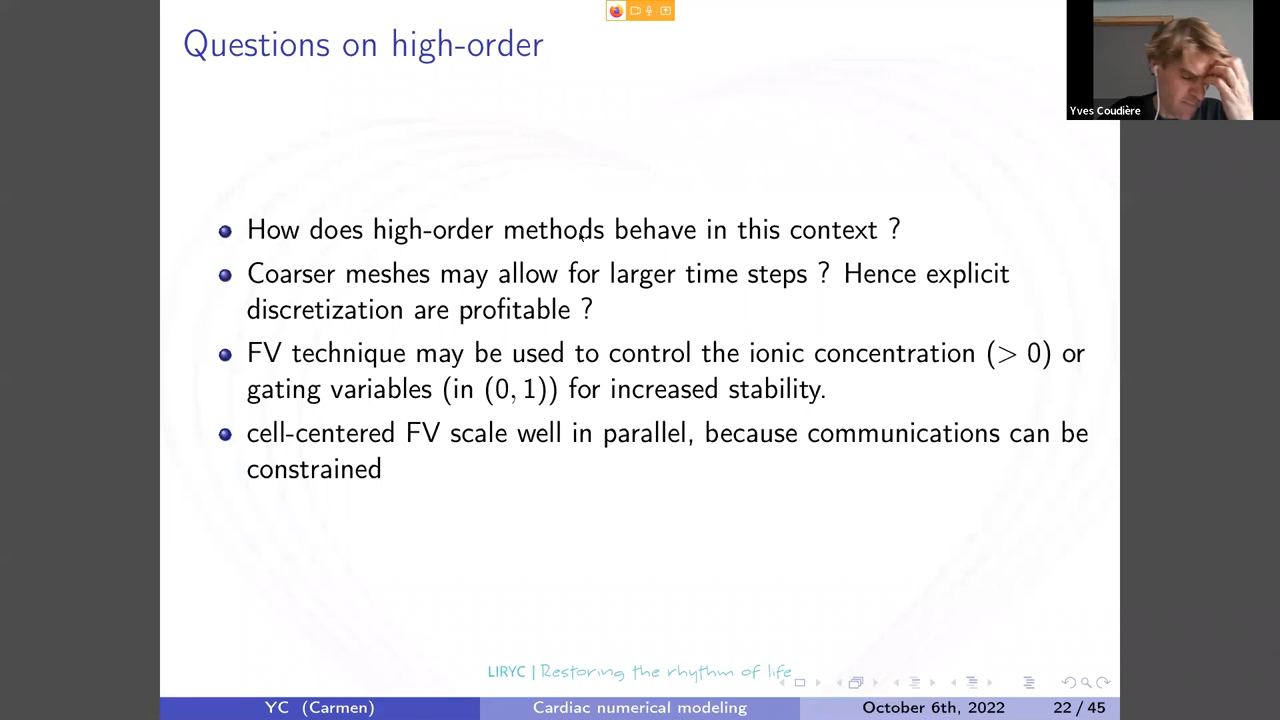 Questions on high-order
Yves Coudière
How does high-order methods behave in this context ?
Coarser meshes may allow for larger time steps ? Hence explicit
discretization are profitable ?
FV technique may be used to control the ionic concentration (> 0) or
gating variables (in (0, 1)) for increased stability.
cell-centered FV scale well in parallel, because communications can be
constrained
LIRYC | Restoring the rhythm of life
YC (Carmen) Cardiac numerical modeling October 6th, 2022 22 / 45